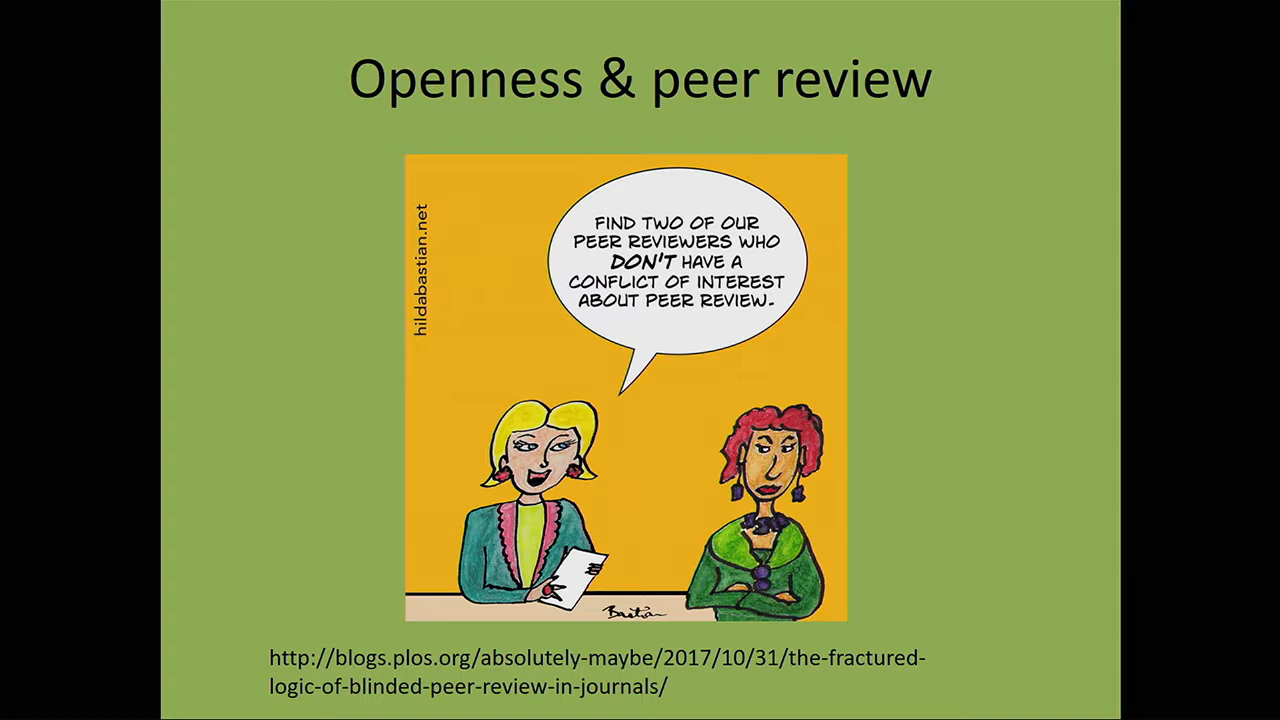 Openness & peer review
hildabastian.net
FIND TWO OF OUR
PEER REVIEWERS WHO
DON'T HAVE A
CONFLICT OF INTEREST
ABOUT PEER REVIEW.
Bastian
http://blogs.plos.org/absolutely-maybe/2017/10/31/the-fractured-
logic-of-blinded-peer-review-in-journals/